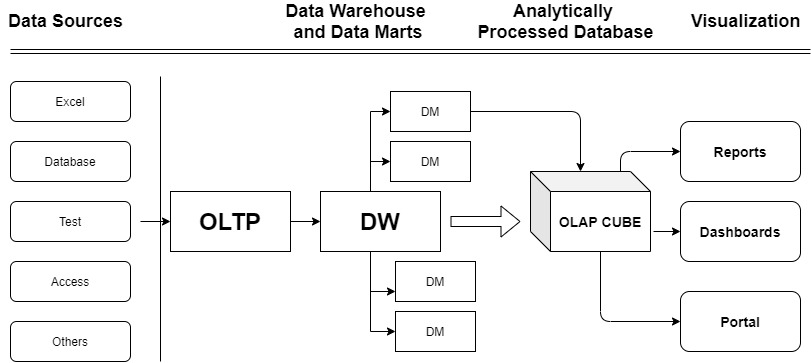 Data Sources
Data Warehouse
and Data Marts
Analytically
Processed Database
Visualization
Excel
Database
Test
Access
Others
OLTP
DW
DM
DM
DM
DM
OLAP CUBE
Reports
Dashboards
Portal